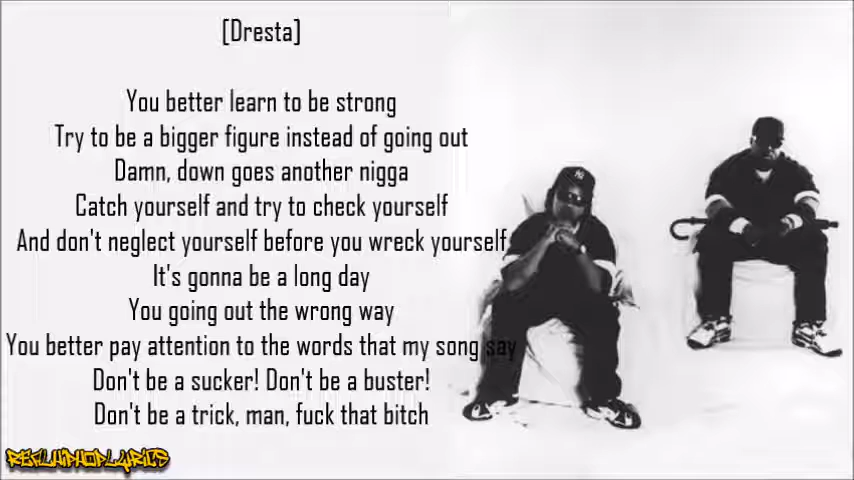 [Dresta]
You better learn to be strong
Try to be a bigger figure instead of going out
Damn, down goes another nigga
Catch yourself and try to check yourself
And don't neglect yourself before you wreck yourself
It's gonna be a long day
You going out the wrong way
You better pay attention to the words that my song say
Don't be a sucker! Don't be a buster!
Don't be a trick, man, fuck that bitch
REALHIPHOPLYRICS
NY